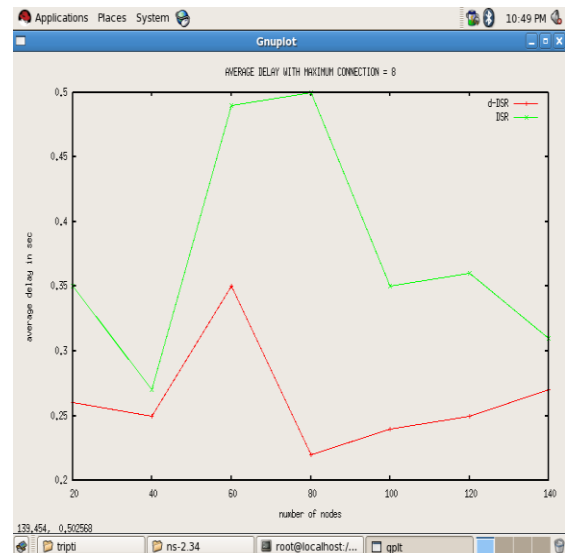 Applications Places System 10:49 PM
Gnuplot
AVERAGE DELAY WITH MAXIMUM CONNECTION = 8
d-DSR
DSR
0.5
0.45
0.4
0.35
0.3
0.25
0.2
average delay in sec
20 40 60 80 100 120 140
number of nodes
139.454, 0.502568
tripti ns-2.34 root@localhost:/... gplt